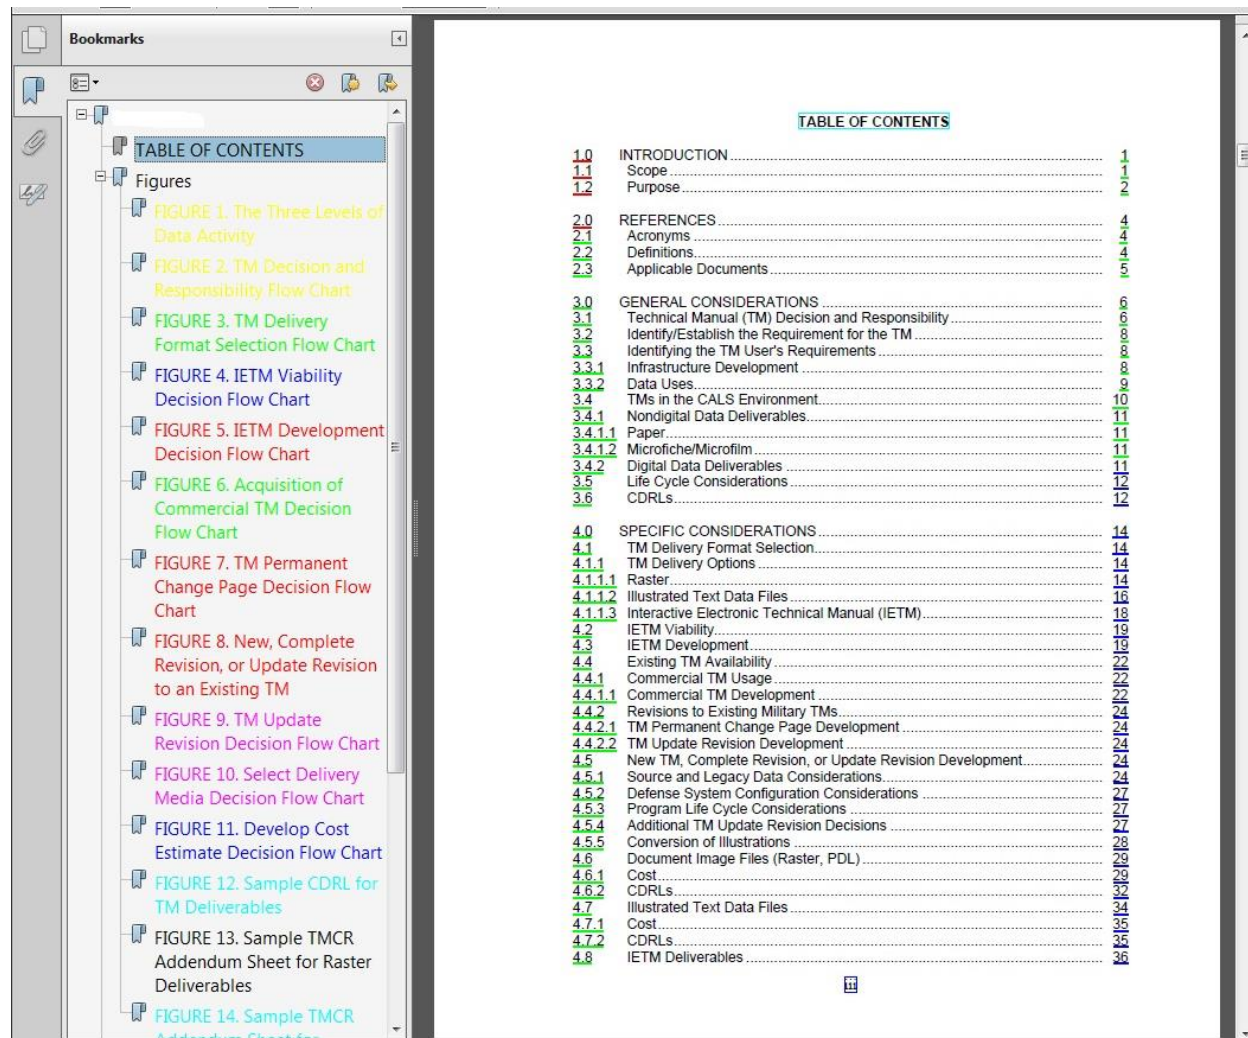 Bookmarks
TABLE OF CONTENTS
Figures
FIGURE 1. The Three Levels of
Data Activity
FIGURE 2. TM Decision and
Responsibility Flow Chart
FIGURE 3. TM Delivery
Format Selection Flow Chart
FIGURE 4. IETM Viability
Decision Flow Chart
FIGURE 5. IETM Development
Decision Flow Chart
FIGURE 6. Acquisition of
Commercial TM Decision
Flow Chart
FIGURE 7. TM Permanent
Change Page Decision Flow
Chart
FIGURE 8. New, Complete
Revision, or Update Revision
to an Existing TM
FIGURE 9. TM Update
Revision Decision Flow Chart
FIGURE 10. Select Delivery
Media Decision Flow Chart
FIGURE 11. Develop Cost
Estimate Decision Flow Chart
FIGURE 12. Sample CDRL for
TM Deliverables
FIGURE 13. Sample TMCR
Addendum Sheet for Raster
Deliverables
FIGURE 14. Sample TMCR
Addendum Sheet for
TABLE OF CONTENTS
1.0 INTRODUCTION 1
1.1 Scope 1
1.2 Purpose 2
2.0 REFERENCES 4
2.1 Acronyms 4
2.2 Definitions 4
2.3 Applicable Documents 5
3.0 GENERAL CONSIDERATIONS 6
3.1 Technical Manual (TM) Decision and Responsibility 6
3.2 Identify/Establish the Requirement for the TM 8
3.3 Identifying the TM User's Requirements 8
3.3.1 Infrastructure Development 8
3.3.2 Data Uses 9
3.4 TMs in the CALS Environment 10
3.4.1 Nondigital Data Deliverables 11
3.4.1.1 Paper 11
3.4.1.2 Microfiche/Microfilm 11
3.4.2 Digital Data Deliverables 11
3.5 Life Cycle Considerations 12
3.6 CDRLs 12
4.0 SPECIFIC CONSIDERATIONS 14
4.1 TM Delivery Format Selection 14
4.1.1 TM Delivery Options 14
4.1.1.1 Raster 14
4.1.1.2 Illustrated Text Data Files 16
4.1.1.3 Interactive Electronic Technical Manual (IETM) 18
4.2 IETM Viability 19
4.3 IETM Development 19
4.4 Existing TM Availability 22
4.4.1 Commercial TM Usage 22
4.4.1.1 Commercial TM Development 22
4.4.2 Revisions to Existing Military TMs 24
4.4.2.1 TM Permanent Change Page Development 24
4.4.2.2 TM Update Revision Development 24
4.5 New TM, Complete Revision, or Update Revision Development 24
4.5.1 Source and Legacy Data Considerations 24
4.5.2 Defense System Configuration Considerations 27
4.5.3 Program Life Cycle Considerations 27
4.5.4 Additional TM Update Revision Decisions 27
4.5.5 Conversion of Illustrations 28
4.6 Document Image Files (Raster, PDL) 29
4.6.1 Cost 29
4.6.2 CDRLs 32
4.7 Illustrated Text Data Files 34
4.7.1 Cost 35
4.7.2 CDRLs 35
4.8 IETM Deliverables 36
iii